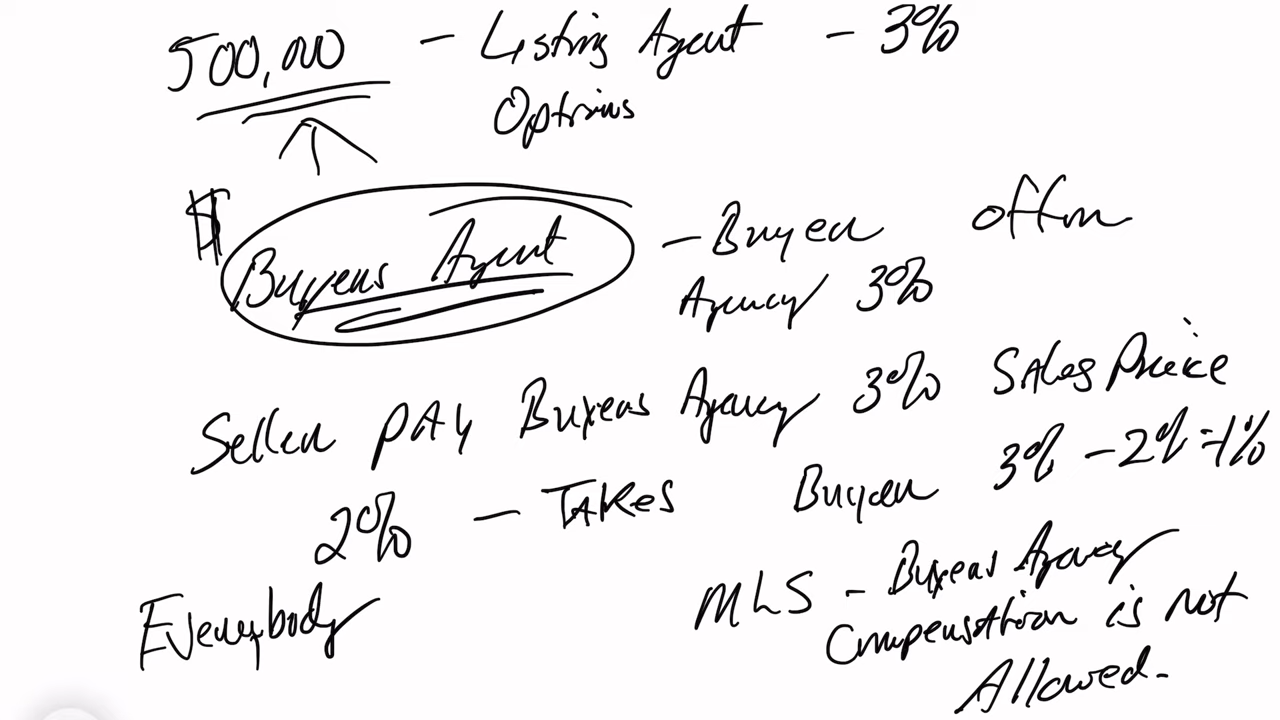 500,000 - Listing Agent - 3%
Options
$
Buyers Agent - Buyer offer
Agency 3%
Seller PAY Buyers Agency 3% Sales Price
2% - TAKes Buyer 3% - 2% = 1%
Everybody
MLS - Buyers Agency
Compensation is not
Allowed.